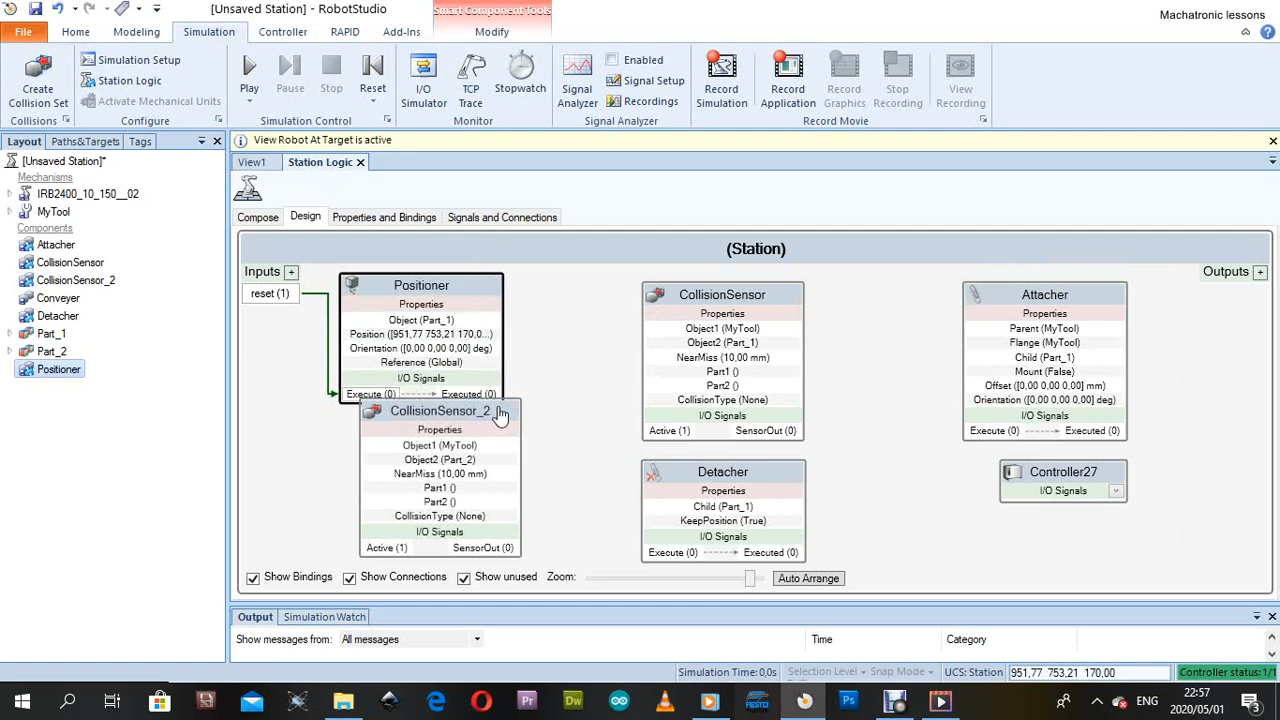 [Unsaved Station] - RobotStudio
Smart Component Tools
Machatronic lessons
File
Home
Modeling
Simulation
Controller
RAPID
Add-Ins
Modify
Create
Collision Set
Collisions
Simulation Setup
Station Logic
Activate Mechanical Units
Configure
Play
Pause
Stop
Reset
Simulation Control
I/O
Simulator
TCP
Trace
Stopwatch
Monitor
Signal
Analyzer
Enabled
Signal Setup
Recordings
Signal Analyzer
Record
Simulation
Record
Application
Record
Graphics
Stop
Recording
View
Recording
Record Movie
Layout
Paths&Targets
Tags
[Unsaved Station]*
Mechanisms
IRB2400_10_150__02
MyTool
Components
Attacher
CollisionSensor
CollisionSensor_2
Conveyer
Detacher
Part_1
Part_2
Positioner
View Robot At Target is active
View1
Station Logic
Compose
Design
Properties and Bindings
Signals and Connections
(Station)
Inputs +
reset (1)
Outputs +
Positioner
Properties
Object (Part_1)
Position ([951,77 753,21 170,0...)
Orientation ([0,00 0,00 0,00] deg)
Reference (Global)
I/O Signals
Execute (0)
Executed (0)
CollisionSensor_2
Properties
Object1 (MyTool)
Object2 (Part_2)
NearMiss (10,00 mm)
Part1 ()
Part2 ()
CollisionType (None)
I/O Signals
Active (1)
SensorOut (0)
CollisionSensor
Properties
Object1 (MyTool)
Object2 (Part_1)
NearMiss (10,00 mm)
Part1 ()
Part2 ()
CollisionType (None)
I/O Signals
Active (1)
SensorOut (0)
Detacher
Properties
Child (Part_1)
KeepPosition (True)
I/O Signals
Execute (0)
Executed (0)
Attacher
Properties
Parent (MyTool)
Flange (MyTool)
Child (Part_1)
Mount (False)
Offset ([0,00 0,00 0,00] mm)
Orientation ([0,00 0,00 0,00] deg)
I/O Signals
Execute (0)
Executed (0)
Controller27
I/O Signals
Show Bindings
Show Connections
Show unused
Zoom:
Auto Arrange
Output
Simulation Watch
Show messages from:
All messages
Time
Category
Simulation Time:0,0s
Selection Level
Snap Mode
UCS: Station
951,77 753,21 170,00
Controller status: 1/1
Pr
Dw
FESTO
Ps
ENG
22:57
2020/05/01
3